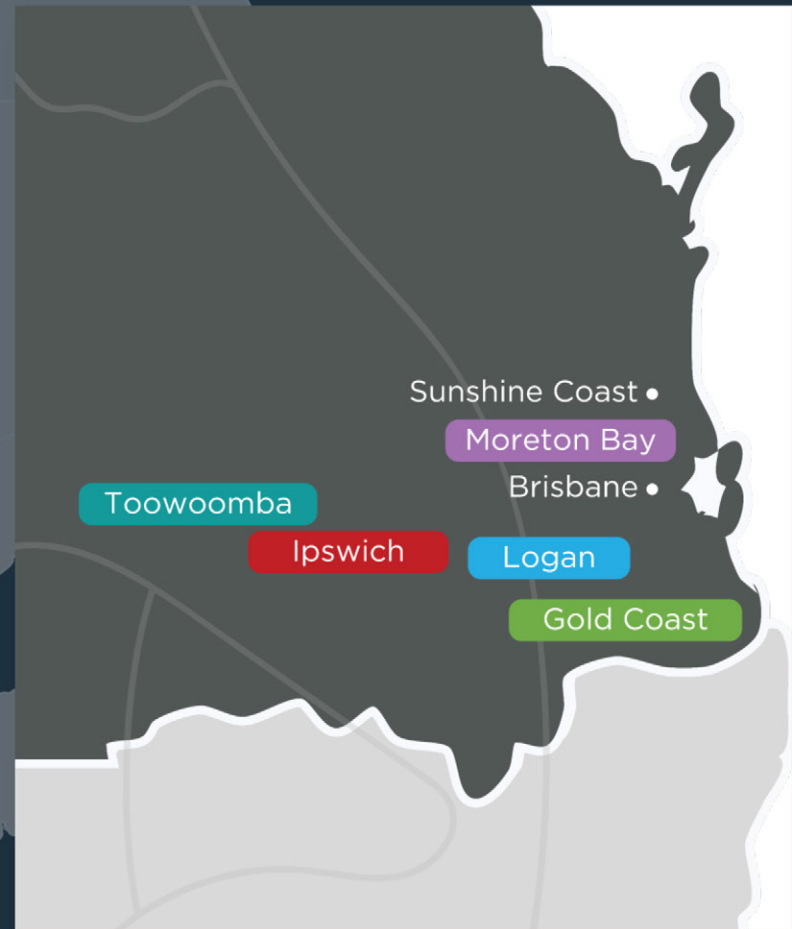 Sunshine Coast
Moreton Bay
Brisbane
Toowoomba
Ipswich
Logan
Gold Coast